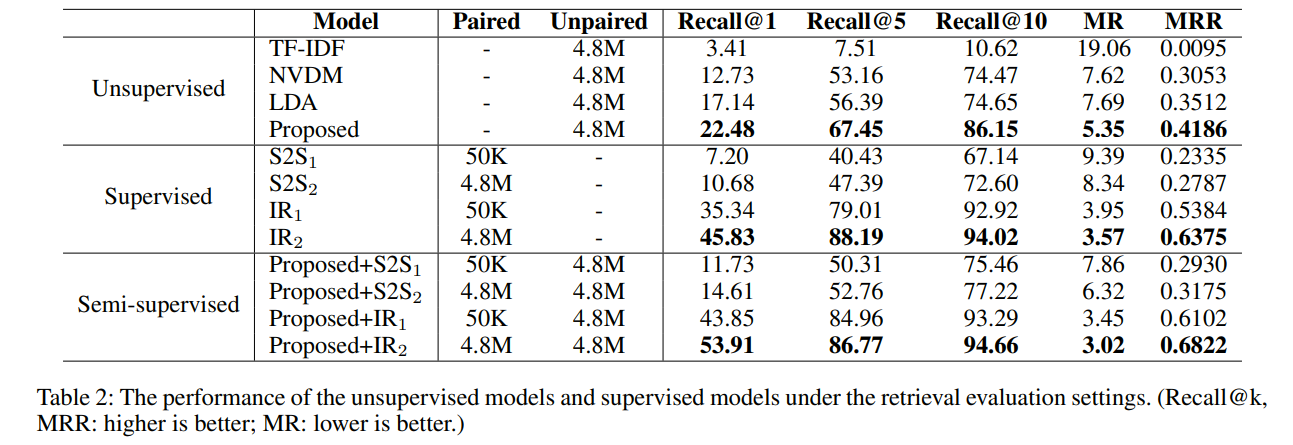 Model Paired Unpaired Recall@1 Recall@5 Recall@10 MR MRR
Unsupervised
TF-IDF - 4.8M 3.41 7.51 10.62 19.06 0.0095
NVDM - 4.8M 12.73 53.16 74.47 7.62 0.3053
LDA - 4.8M 17.14 56.39 74.65 7.69 0.3512
Proposed - 4.8M 22.48 67.45 86.15 5.35 0.4186
Supervised
S2S₁ 50K - 7.20 40.43 67.14 9.39 0.2335
S2S₂ 4.8M - 10.68 47.39 72.60 8.34 0.2787
IR₁ 50K - 35.34 79.01 92.92 3.95 0.5384
IR₂ 4.8M - 45.83 88.19 94.02 3.57 0.6375
Semi-supervised
Proposed+S2S₁ 50K 4.8M 11.73 50.31 75.46 7.86 0.2930
Proposed+S2S₂ 4.8M 4.8M 14.61 52.76 77.22 6.32 0.3175
Proposed+IR₁ 50K 4.8M 43.85 84.96 93.29 3.45 0.6102
Proposed+IR₂ 4.8M 4.8M 53.91 86.77 94.66 3.02 0.6822
Table 2: The performance of the unsupervised models and supervised models under the retrieval evaluation settings. (Recall@k,
MRR: higher is better; MR: lower is better.)